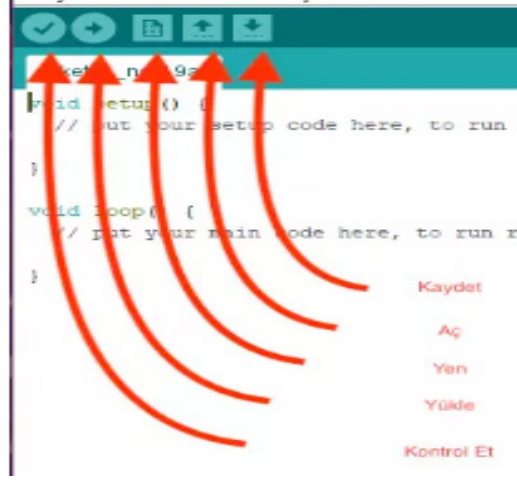 void setup() {
// put your setup code here, to run
}
void loop() {
// put your main code here, to run
}
Kaydet
Aç
Yen
Yükle
Kontrol Et